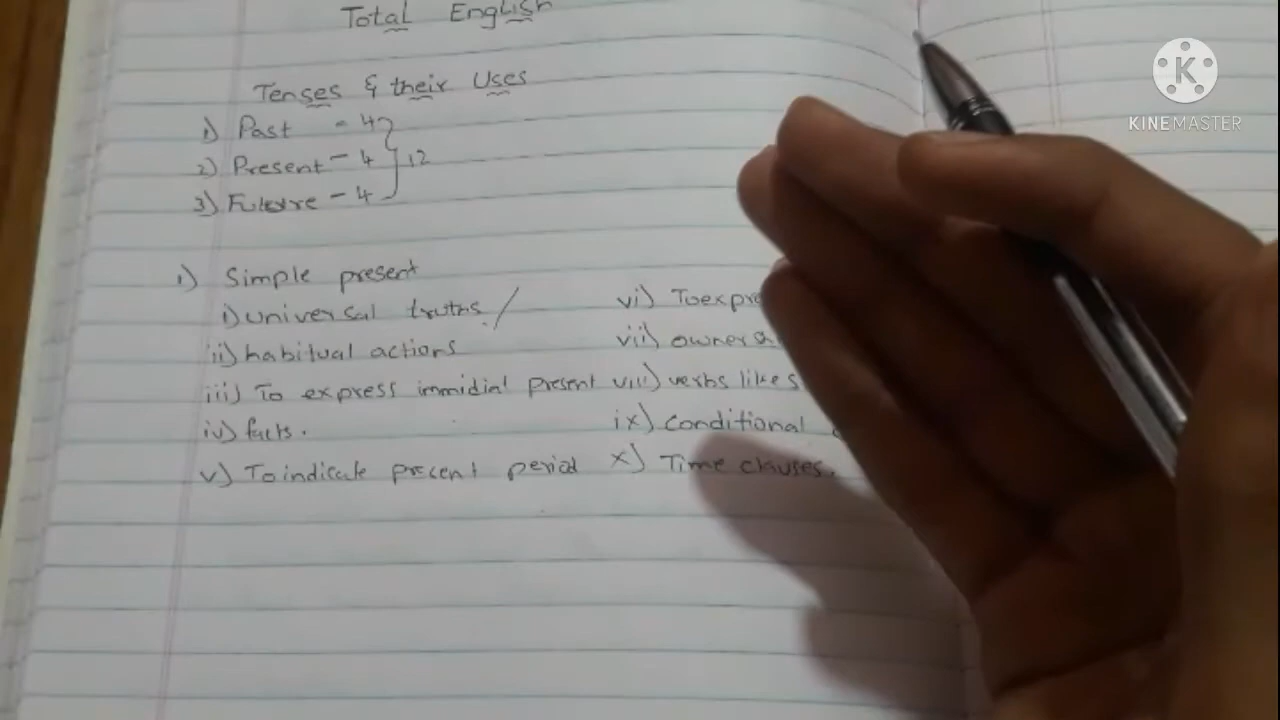 Total English
Tenses & their Uses
1) Past - 4
2) Present - 4 } 12
3) Future - 4
1) Simple present
i) universal truths. /
ii) habitual actions
iii) To express immidial present
iv) facts.
v) To indicate present period
vi) To
vii)
viii) verbs likes
ix) conditional
x) Time clauses.
KINEMASTER